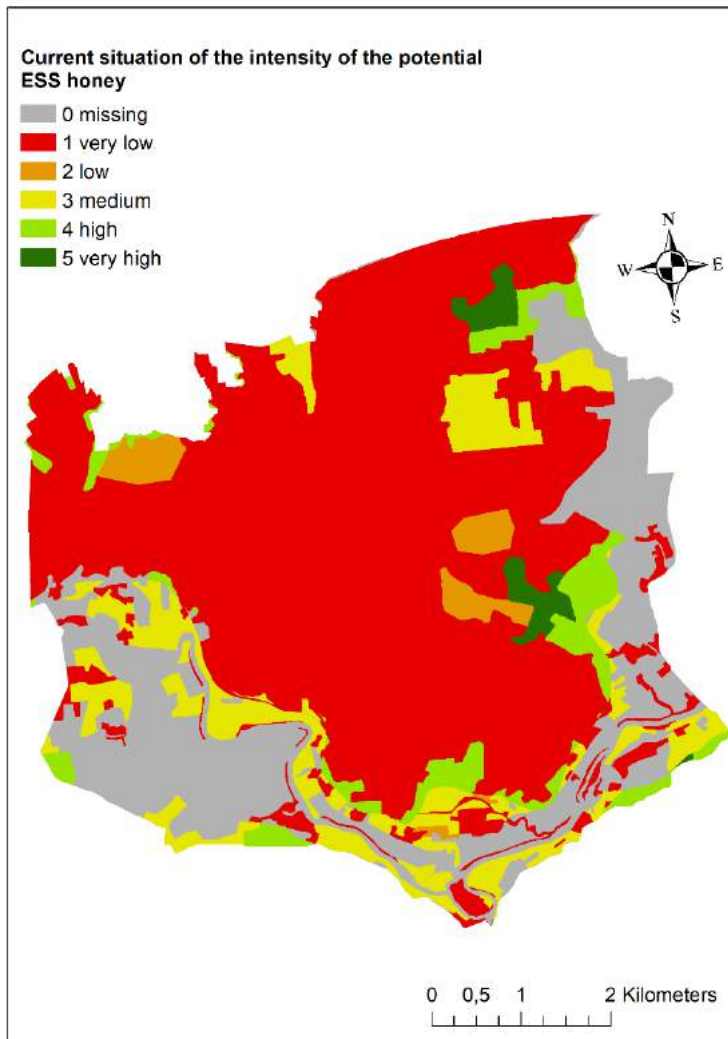 Current situation of the intensity of the potential
ESS honey
0 missing
1 very low
2 low
3 medium
4 high
5 very high
N
W E
S
0 0,5 1 2 Kilometers